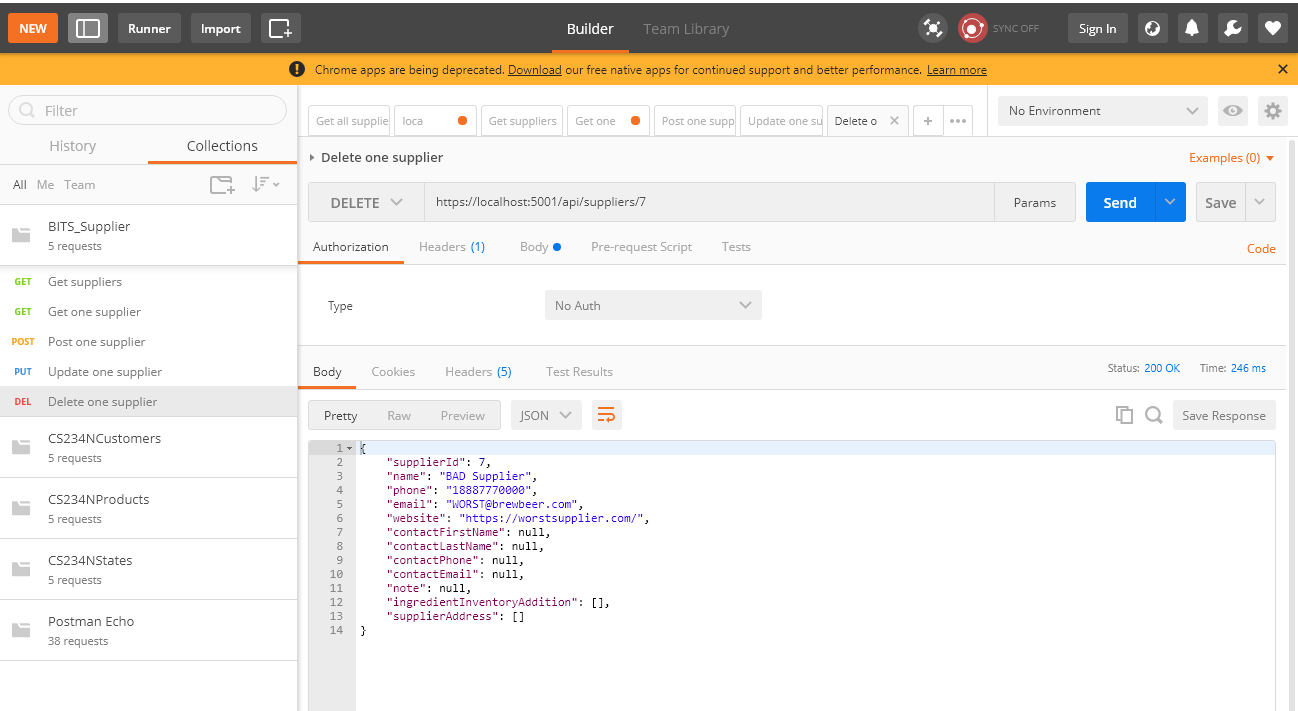 NEW Runner Import Builder Team Library SYNC OFF Sign In
Chrome apps are being deprecated. Download our free native apps for continued support and better performance. Learn more
Filter
History Collections
All Me Team
BITS_Supplier
5 requests
GET Get suppliers
GET Get one supplier
POST Post one supplier
PUT Update one supplier
DEL Delete one supplier
CS234NCustomers
5 requests
CS234NProducts
5 requests
CS234NStates
5 requests
Postman Echo
38 requests
Get all supplie loca Get suppliers Get one Post one supp Update one su Delete o
No Environment
Delete one supplier Examples (0)
DELETE https://localhost:5001/api/suppliers/7 Params Send Save
Authorization Headers (1) Body Pre-request Script Tests Code
Type No Auth
Body Cookies Headers (5) Test Results Status: 200 OK Time: 246 ms
Pretty Raw Preview JSON Save Response
1 {
2 "supplierId": 7,
3 "name": "BAD Supplier",
4 "phone": "18887770000",
5 "email": "WORST@brewbeer.com",
6 "website": "https://worstsupplier.com/",
7 "contactFirstName": null,
8 "contactLastName": null,
9 "contactPhone": null,
10 "contactEmail": null,
11 "note": null,
12 "ingredientInventoryAddition": [],
13 "supplierAddress": []
14 }